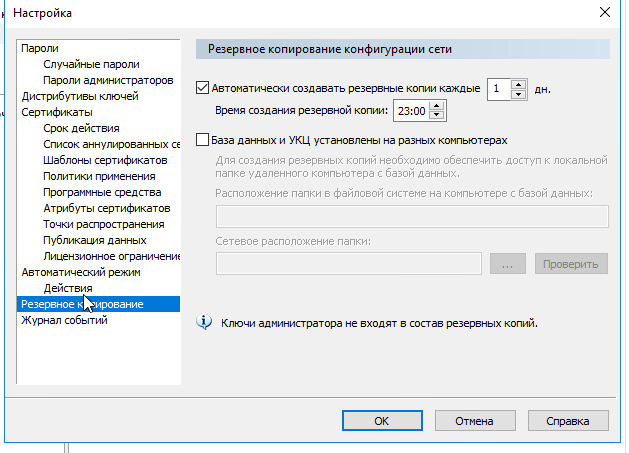 Настройка
Пароли
Случайные пароли
Пароли администраторов
Дистрибутивы ключей
Сертификаты
Срок действия
Список аннулированных се
Шаблоны сертификатов
Политики применения
Программные средства
Атрибуты сертификатов
Точки распространения
Публикация данных
Лицензионное ограничение
Автоматический режим
Действия
Резервное копирование
Журнал событий
Резервное копирование конфигурации сети
Автоматически создавать резервные копии каждые 1 дн.
Время создания резервной копии: 23:00
База данных и УКЦ установлены на разных компьютерах
Для создания резервных копий необходимо обеспечить доступ к локальной
папке удаленного компьютера с базой данных.
Расположение папки в файловой системе на компьютере с базой данных:
Сетевое расположение папки:
... Проверить
Ключи администратора не входят в состав резервных копий.
OK Отмена Справка